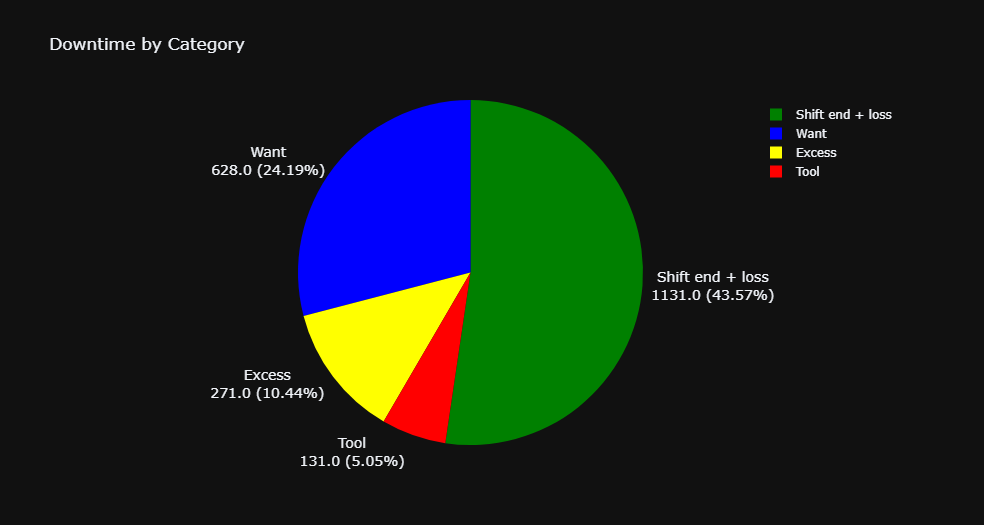 Downtime by Category
Shift end + loss
Want
Excess
Tool
Want
628.0 (24.19%)
Shift end + loss
1131.0 (43.57%)
Excess
271.0 (10.44%)
Tool
131.0 (5.05%)